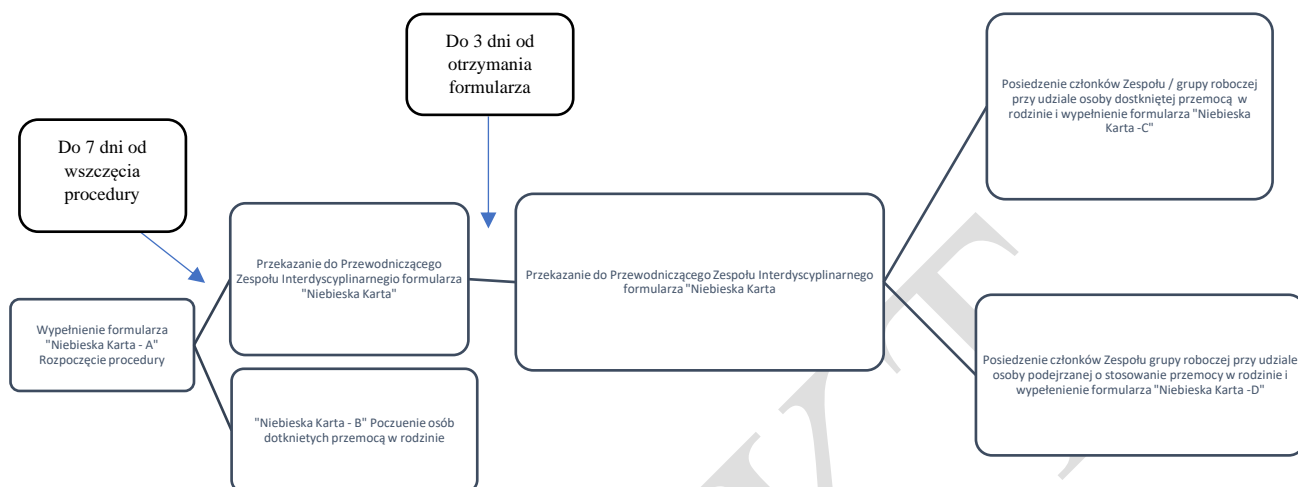 Do 7 dni od
wszczęcia
procedury
Do 3 dni od
otrzymania
formularza
Wypełnienie formularza
"Niebieska Karta - A"
Rozpoczęcie procedury
Przekazanie do Przewodniczącego
Zespołu Interdyscyplinarnegio formularza
"Niebieska Karta"
"Niebieska Karta - B" Poczuenie osób
dotknietych przemocą w rodzinie
Przekazanie do Przewodniczącego Zespołu Interdyscyplinarnego
formularza "Niebieska Karta
Posiedzenie członków Zespołu / grupy roboczej
przy udziale osoby dostkniętej przemocą w
rodzinie i wypełnienie formularza "Niebieska
Karta -C"
Posiedzenie członków Zespołu grupy roboczej przy udziale
osoby podejrzanej o stosowanie przemocy w rodzinie i
wypełenienie formularza "Niebieska Karta -D"